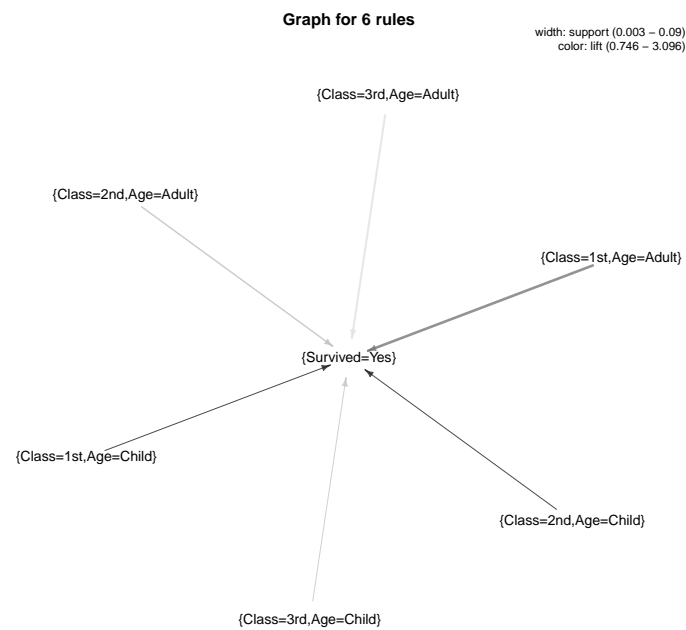 Graph for 6 rules
width: support (0.003 − 0.09)
color: lift (0.746 − 3.096)
{Class=3rd,Age=Adult}
{Class=2nd,Age=Adult}
{Class=1st,Age=Adult}
{Survived=Yes}
{Class=1st,Age=Child}
{Class=2nd,Age=Child}
{Class=3rd,Age=Child}